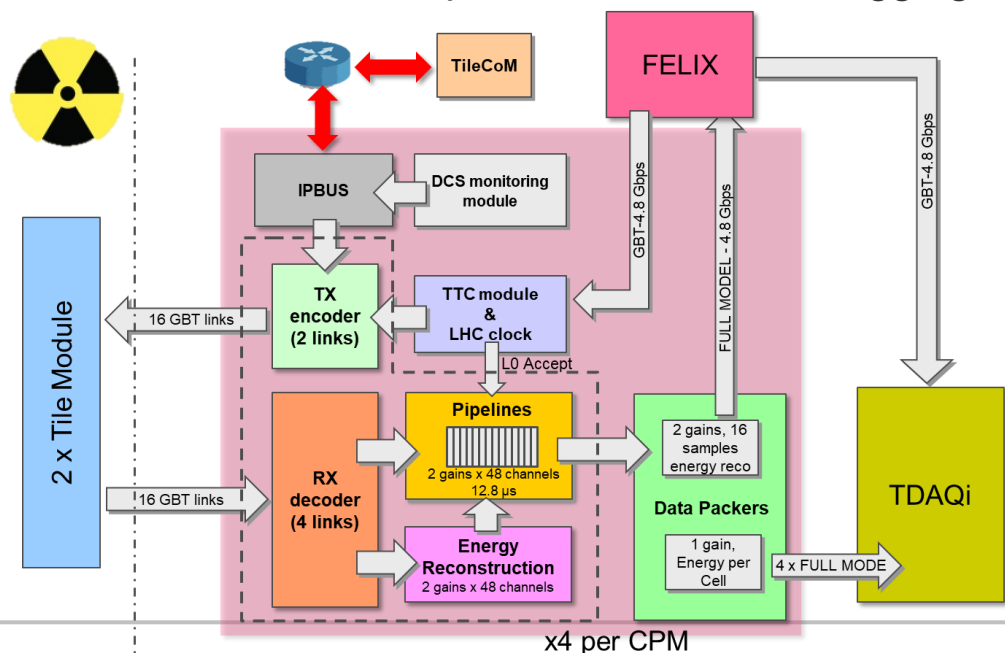 TileCoM
FELIX
IPBUS
DCS monitoring
module
GBT-4.8 Gbps
FULL MODEL - 4.8 Gbps
GBT-4.8 Gbps
2 x Tile Module
16 GBT links
TX
encoder
(2 links)
TTC module
&
LHC clock
L0 Accept
16 GBT links
RX
decoder
(4 links)
Pipelines
2 gains x 48 channels
12.8 µs
Energy
Reconstruction
2 gains x 48 channels
2 gains, 16
samples
energy reco
Data Packers
1 gain,
Energy per
Cell
4 x FULL MODE
TDAQi
x4 per CPM